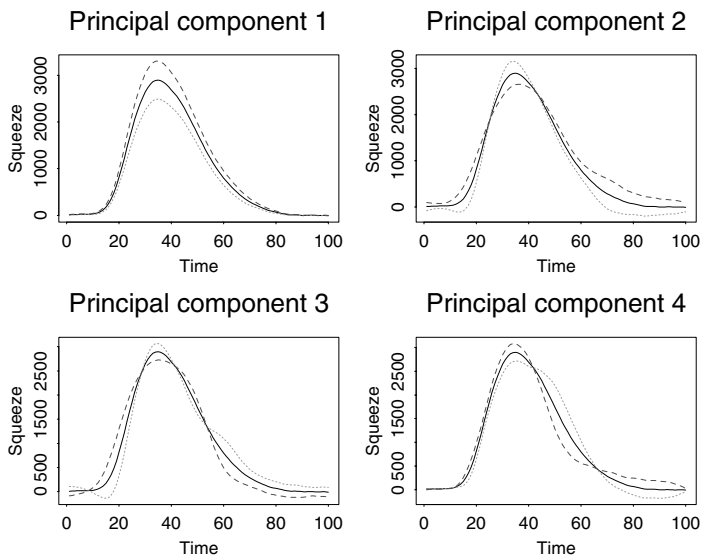 Principal component 1
Squeeze
0 1000 2000 3000
0 20 40 60 80 100
Time
Principal component 2
Squeeze
0 1000 2000 3000
0 20 40 60 80 100
Time
Principal component 3
Squeeze
0 500 1500 2500
0 20 40 60 80 100
Time
Principal component 4
Squeeze
0 500 1500 2500
0 20 40 60 80 100
Time